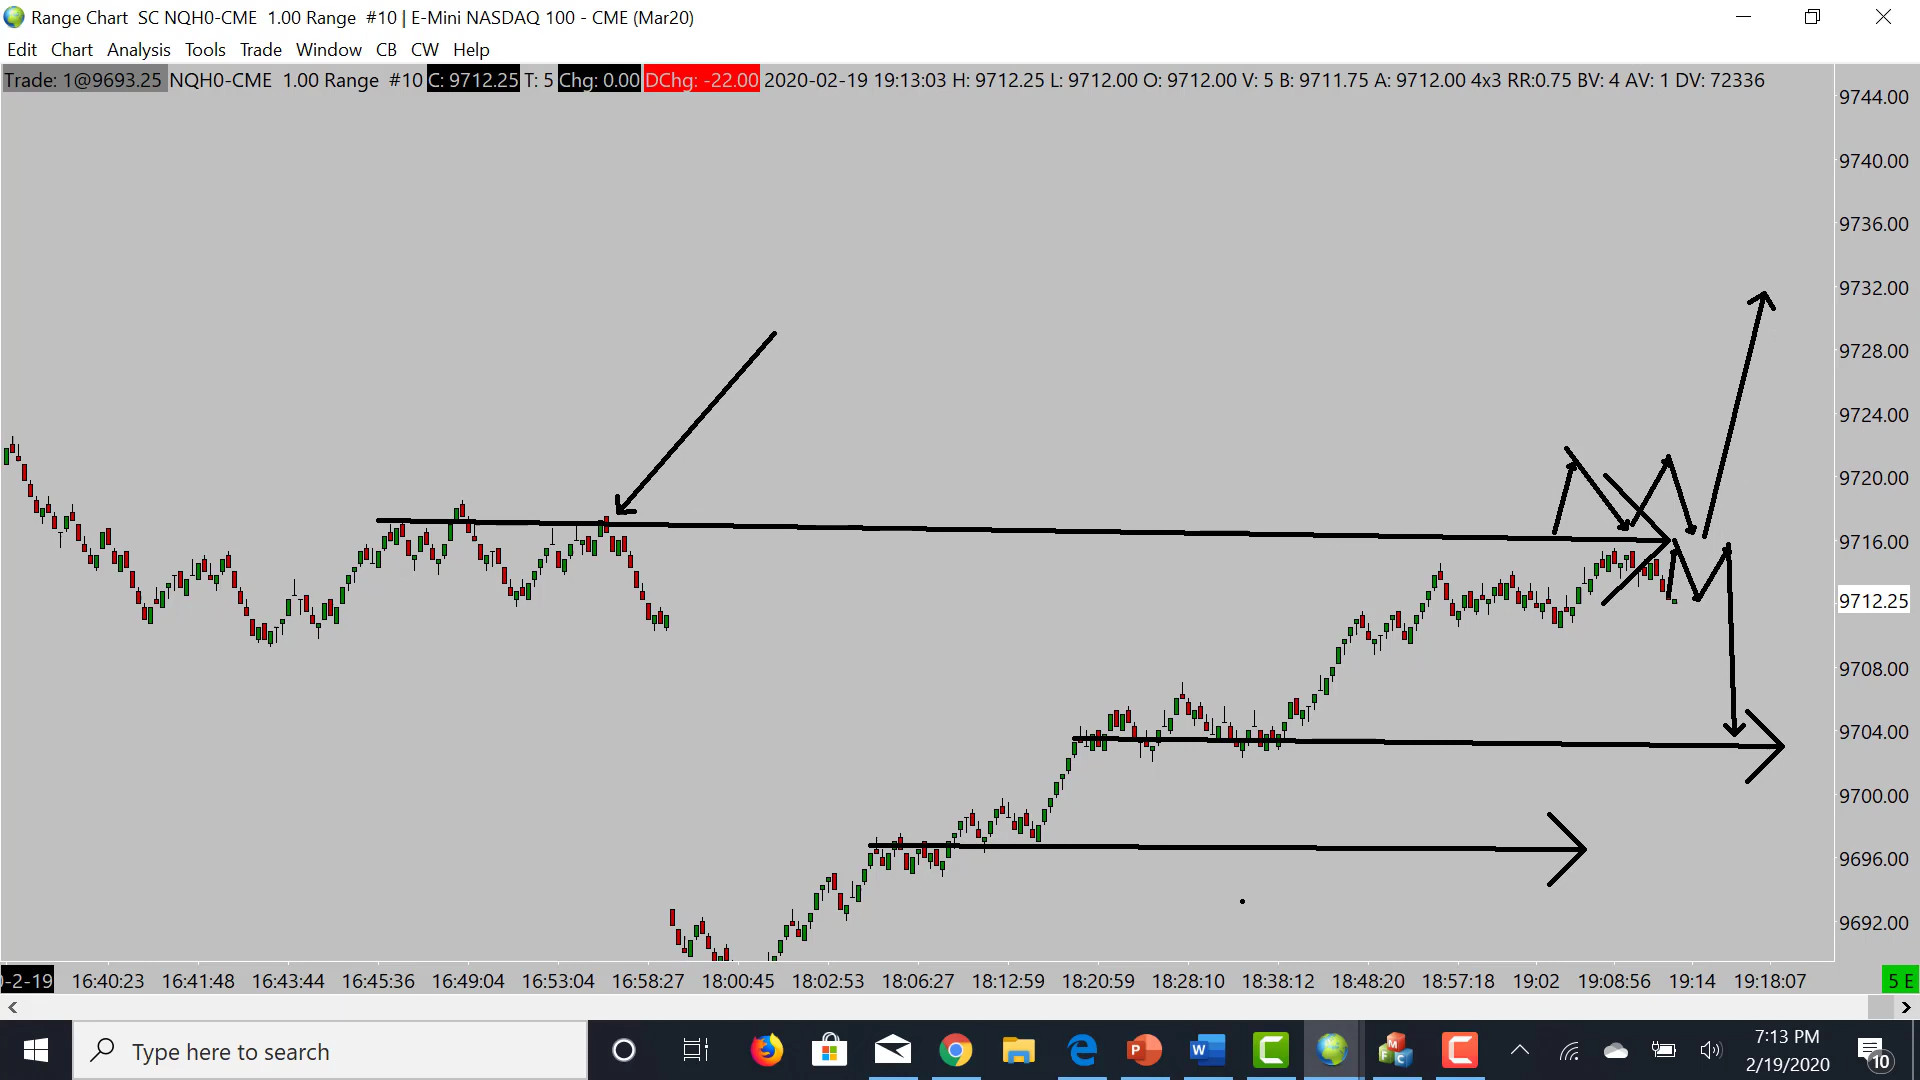 Range Chart SC NQH0-CME 1.00 Range #10 | E-Mini NASDAQ 100 - CME (Mar20)
Edit Chart Analysis Tools Trade Window CB CW Help
Trade: 1@9693.25 NQH0-CME 1.00 Range #10 C: 9712.25 T: 5 Chg: 0.00 DChg: -22.00 2020-02-19 19:13:03 H: 9712.25 L: 9712.00 O: 9712.00 V: 5 B: 9711.75 A: 9712.00 4x3 RR:0.75 BV: 4 AV: 1 DV: 72336
9744.00
9740.00
9736.00
9732.00
9728.00
9724.00
9720.00
9716.00
9712.25
9708.00
9704.00
9700.00
9696.00
9692.00
-2-19 16:40:23 16:41:48 16:43:44 16:45:36 16:49:04 16:53:04 16:58:27 18:00:45 18:02:53 18:06:27 18:12:59 18:20:59 18:28:10 18:38:12 18:48:20 18:57:18 19:02 19:08:56 19:14 19:18:07 5 E
Type here to search
7:13 PM
2/19/2020
10